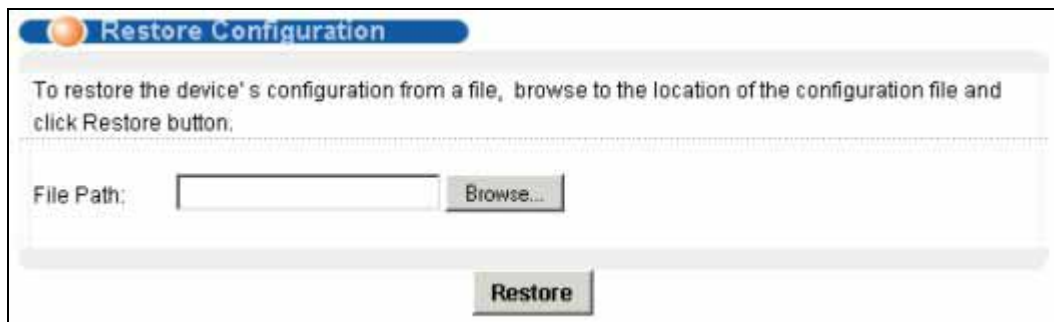 Restore Configuration
To restore the device's configuration from a file, browse to the location of the configuration file and
click Restore button.
File Path:
Browse...
Restore